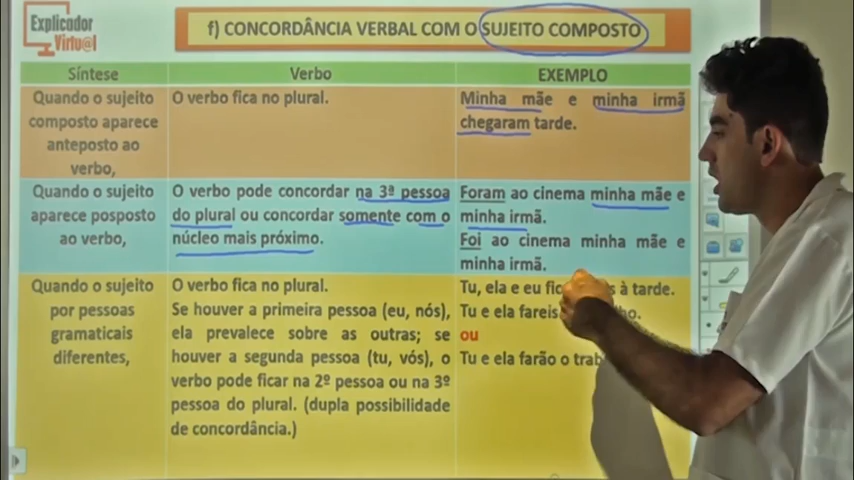 Explicador
Virtu@l
f) CONCORDÂNCIA VERBAL COM O SUJEITO COMPOSTO
Síntese
Verbo
EXEMPLO
Quando o sujeito
composto aparece
anteposto ao
verbo,
O verbo fica no plural.
Minha mãe e minha irmã
chegaram tarde.
Quando o sujeito
aparece posposto
ao verbo,
O verbo pode concordar na 3ª pessoa
do plural ou concordar somente com o
núcleo mais próximo.
Foram ao cinema minha mãe e
minha irmã.
Foi ao cinema minha mãe e
minha irmã.
Quando o sujeito
por pessoas
gramaticais
diferentes,
O verbo fica no plural.
Se houver a primeira pessoa (eu, nós),
ela prevalece sobre as outras; se
houver a segunda pessoa (tu, vós), o
verbo pode ficar na 2º pessoa ou na 3º
pessoa do plural. (dupla possibilidade
de concordância.)
Tu, ela e eu à tarde.
Tu e ela fareis
ou
Tu e ela farão o